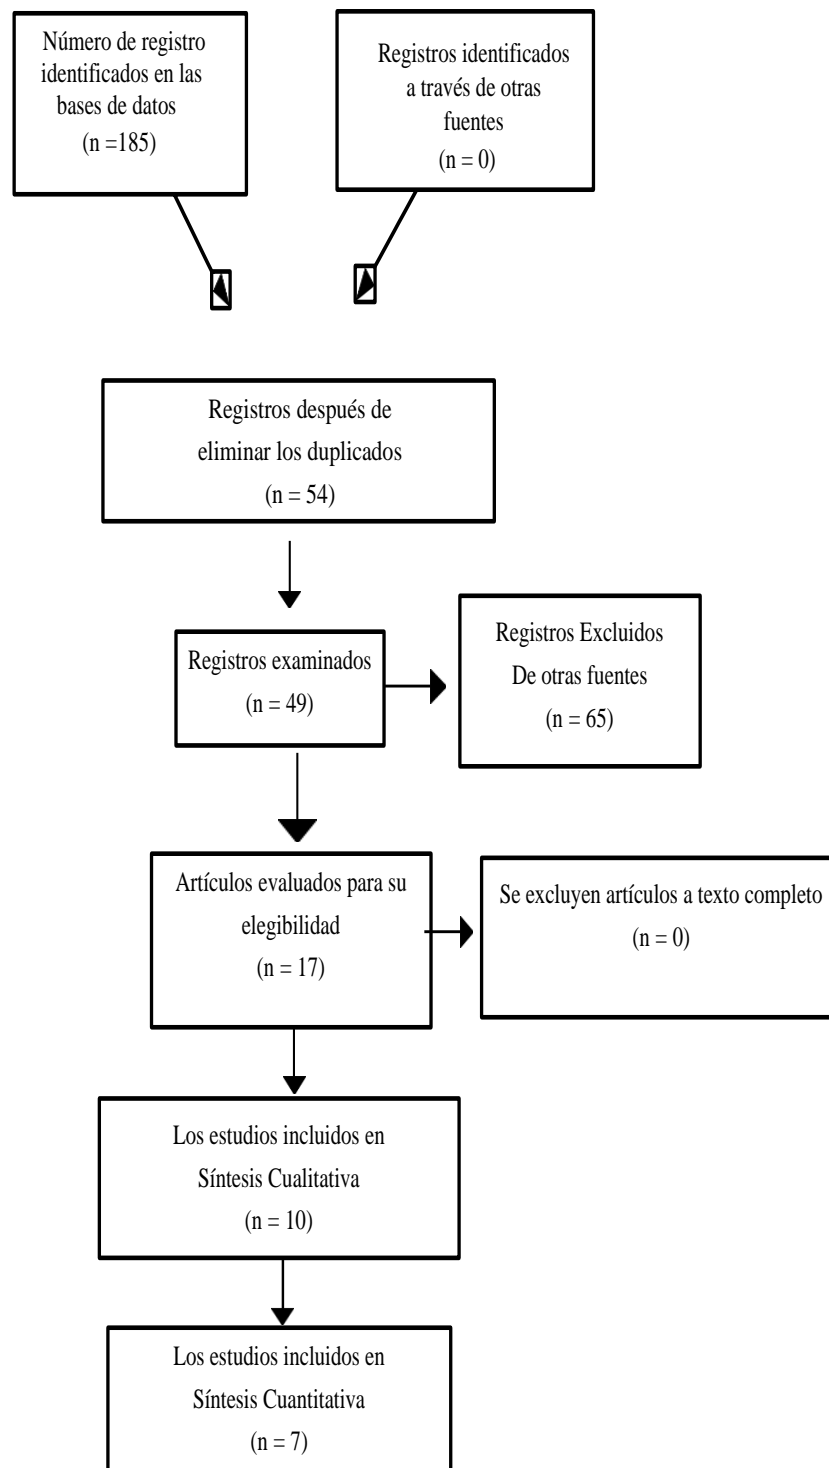 Número de registro
identificados en las
bases de datos
(n =185)
Registros identificados
a través de otras
fuentes
(n = 0)
Registros después de
eliminar los duplicados
(n = 54)
Registros examinados
(n = 49)
Registros Excluidos
De otras fuentes
(n = 65)
Artículos evaluados para su
elegibilidad
(n = 17)
Se excluyen artículos a texto completo
(n = 0)
Los estudios incluidos en
Síntesis Cualitativa
(n = 10)
Los estudios incluidos en
Síntesis Cuantitativa
(n = 7)